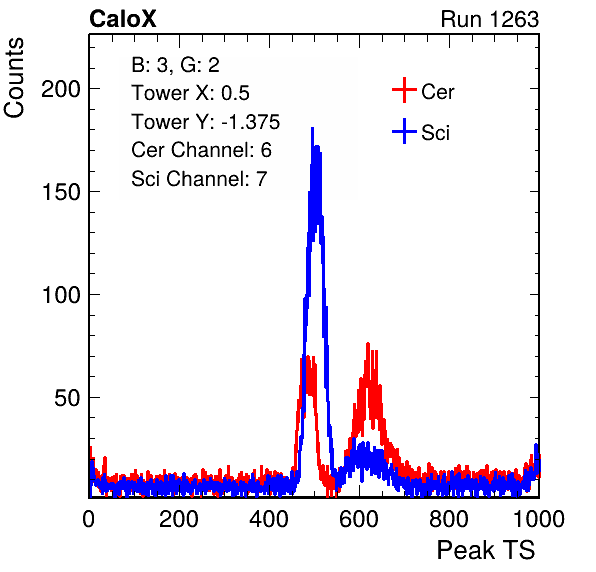 CaloX Run 1263
Counts
B: 3, G: 2
Tower X: 0.5
Tower Y: -1.375
Cer Channel: 6
Sci Channel: 7
Cer
Sci
200
150
100
50
0 200 400 600 800 1000
Peak TS